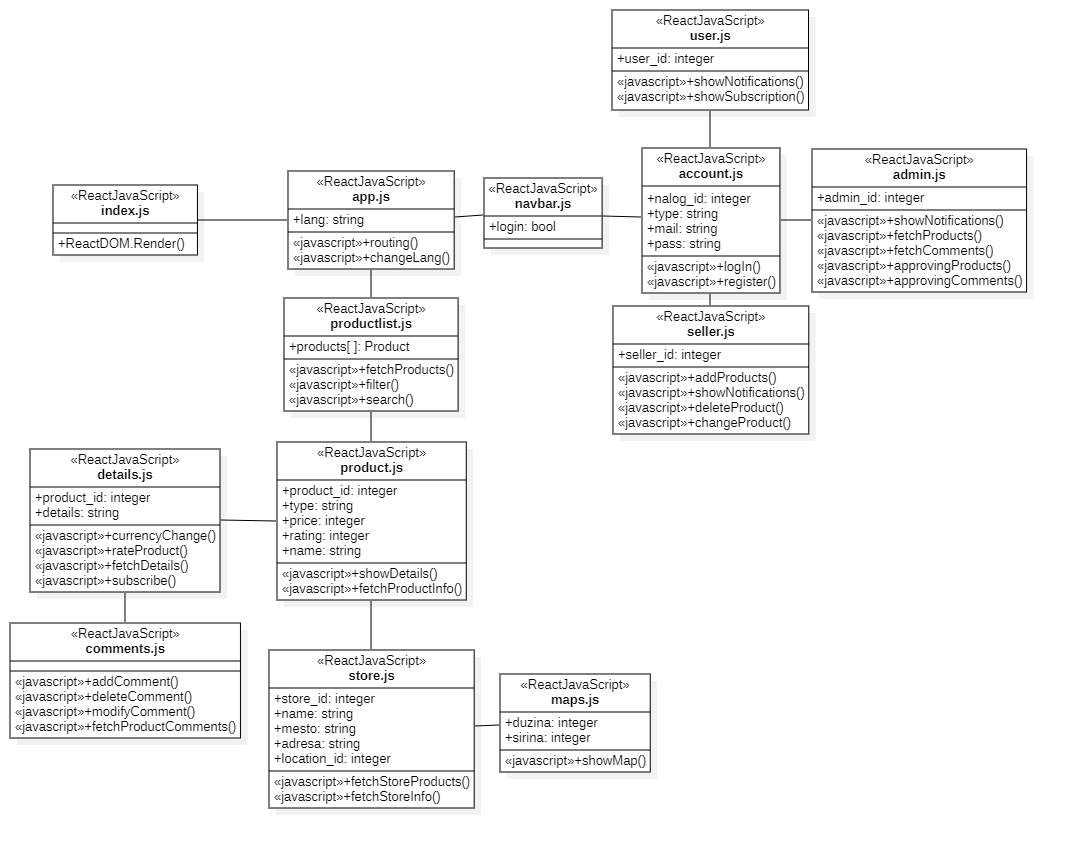 «ReactJavaScript»
user.js
+user_id: integer
«javascript»+showNotifications()
«javascript»+showSubscription()
«ReactJavaScript»
account.js
+nalog_id: integer
+type: string
+mail: string
+pass: string
«javascript»+logIn()
«javascript»+register()
«ReactJavaScript»
admin.js
+admin_id: integer
«javascript»+showNotifications()
«javascript»+fetchProducts()
«javascript»+fetchComments()
«javascript»+approvingProducts()
«javascript»+approvingComments()
«ReactJavaScript»
index.js
+ReactDOM.Render()
«ReactJavaScript»
app.js
+lang: string
«javascript»+routing()
«javascript»+changeLang()
«ReactJavaScript»
navbar.js
+login: bool
«ReactJavaScript»
productlist.js
+products[ ]: Product
«javascript»+fetchProducts()
«javascript»+filter()
«javascript»+search()
«ReactJavaScript»
seller.js
+seller_id: integer
«javascript»+addProducts()
«javascript»+showNotifications()
«javascript»+deleteProduct()
«javascript»+changeProduct()
«ReactJavaScript»
details.js
+product_id: integer
+details: string
«javascript»+currencyChange()
«javascript»+rateProduct()
«javascript»+fetchDetails()
«javascript»+subscribe()
«ReactJavaScript»
product.js
+product_id: integer
+type: string
+price: integer
+rating: integer
+name: string
«javascript»+showDetails()
«javascript»+fetchProductInfo()
«ReactJavaScript»
comments.js
«javascript»+addComment()
«javascript»+deleteComment()
«javascript»+modifyComment()
«javascript»+fetchProductComments()
«ReactJavaScript»
store.js
+store_id: integer
+name: string
+mesto: string
+adresa: string
+location_id: integer
«javascript»+fetchStoreProducts()
«javascript»+fetchStoreInfo()
«ReactJavaScript»
maps.js
+duzina: integer
+sirina: integer
«javascript»+showMap()